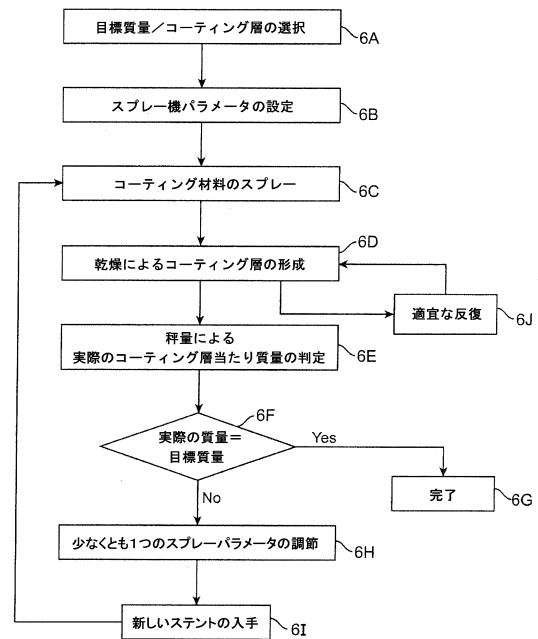 目標質量／コーティング層の選択
6A
スプレー機パラメータの設定
6B
コーティング材料のスプレー
6C
6D
乾燥によるコーティング層の形成
適宜な反復
6J
秤量による
実際のコーティング層当たり質量の判定
6E
6F
実際の質量＝
目標質量
Yes
完了
6G
No
少なくとも1つのスプレーパラメータの調節
6H
新しいステントの入手
6I